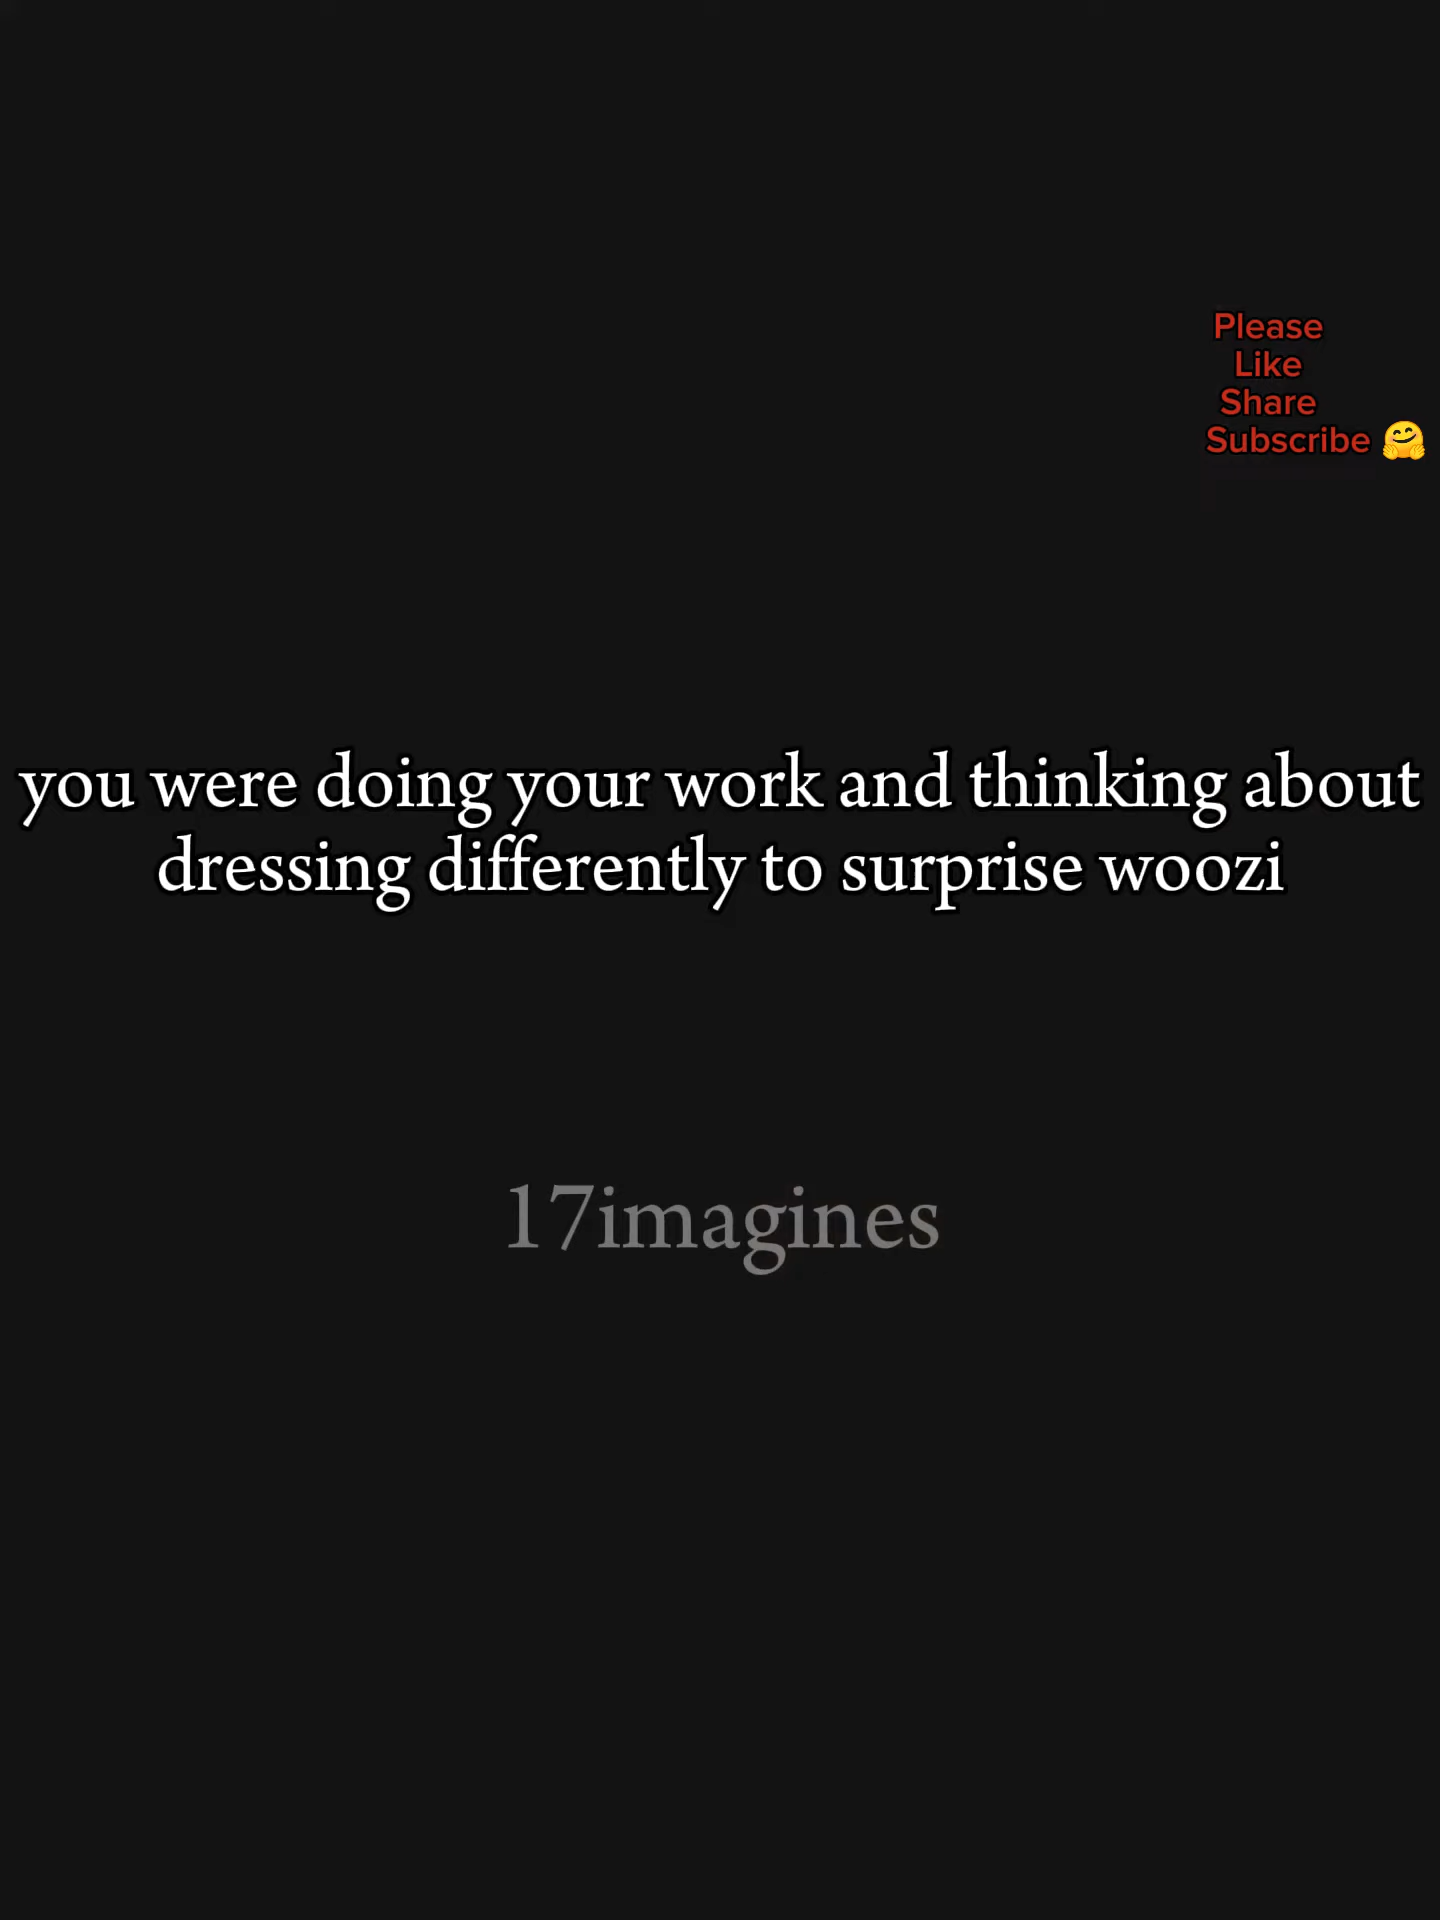 Please
Like
Share
Subscribe 🤗
you were doing your work and thinking about
dressing differently to surprise woozi
17imagines